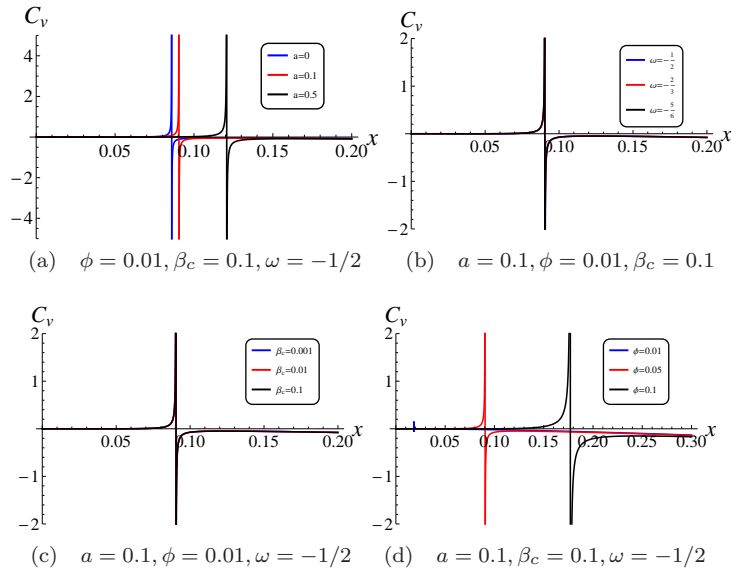 C_v
4
2
−2
−4
0.05
0.10
0.15
0.20
x
a=0
a=0.1
a=0.5
(a) ϕ = 0.01, β_c = 0.1, ω = −1/2
C_v
2
1
−1
−2
0.05
0.10
0.15
0.20
x
ω=−1/2
ω=−2/3
ω=−5/6
(b) a = 0.1, ϕ = 0.01, β_c = 0.1
C_v
2
1
−1
−2
0.05
0.10
0.15
0.20
x
β_c=0.001
β_c=0.01
β_c=0.1
(c) a = 0.1, ϕ = 0.01, ω = −1/2
C_v
2
1
−1
−2
0.05
0.10
0.15
0.20
0.25
0.30
x
ϕ=0.01
ϕ=0.05
ϕ=0.1
(d) a = 0.1, β_c = 0.1, ω = −1/2